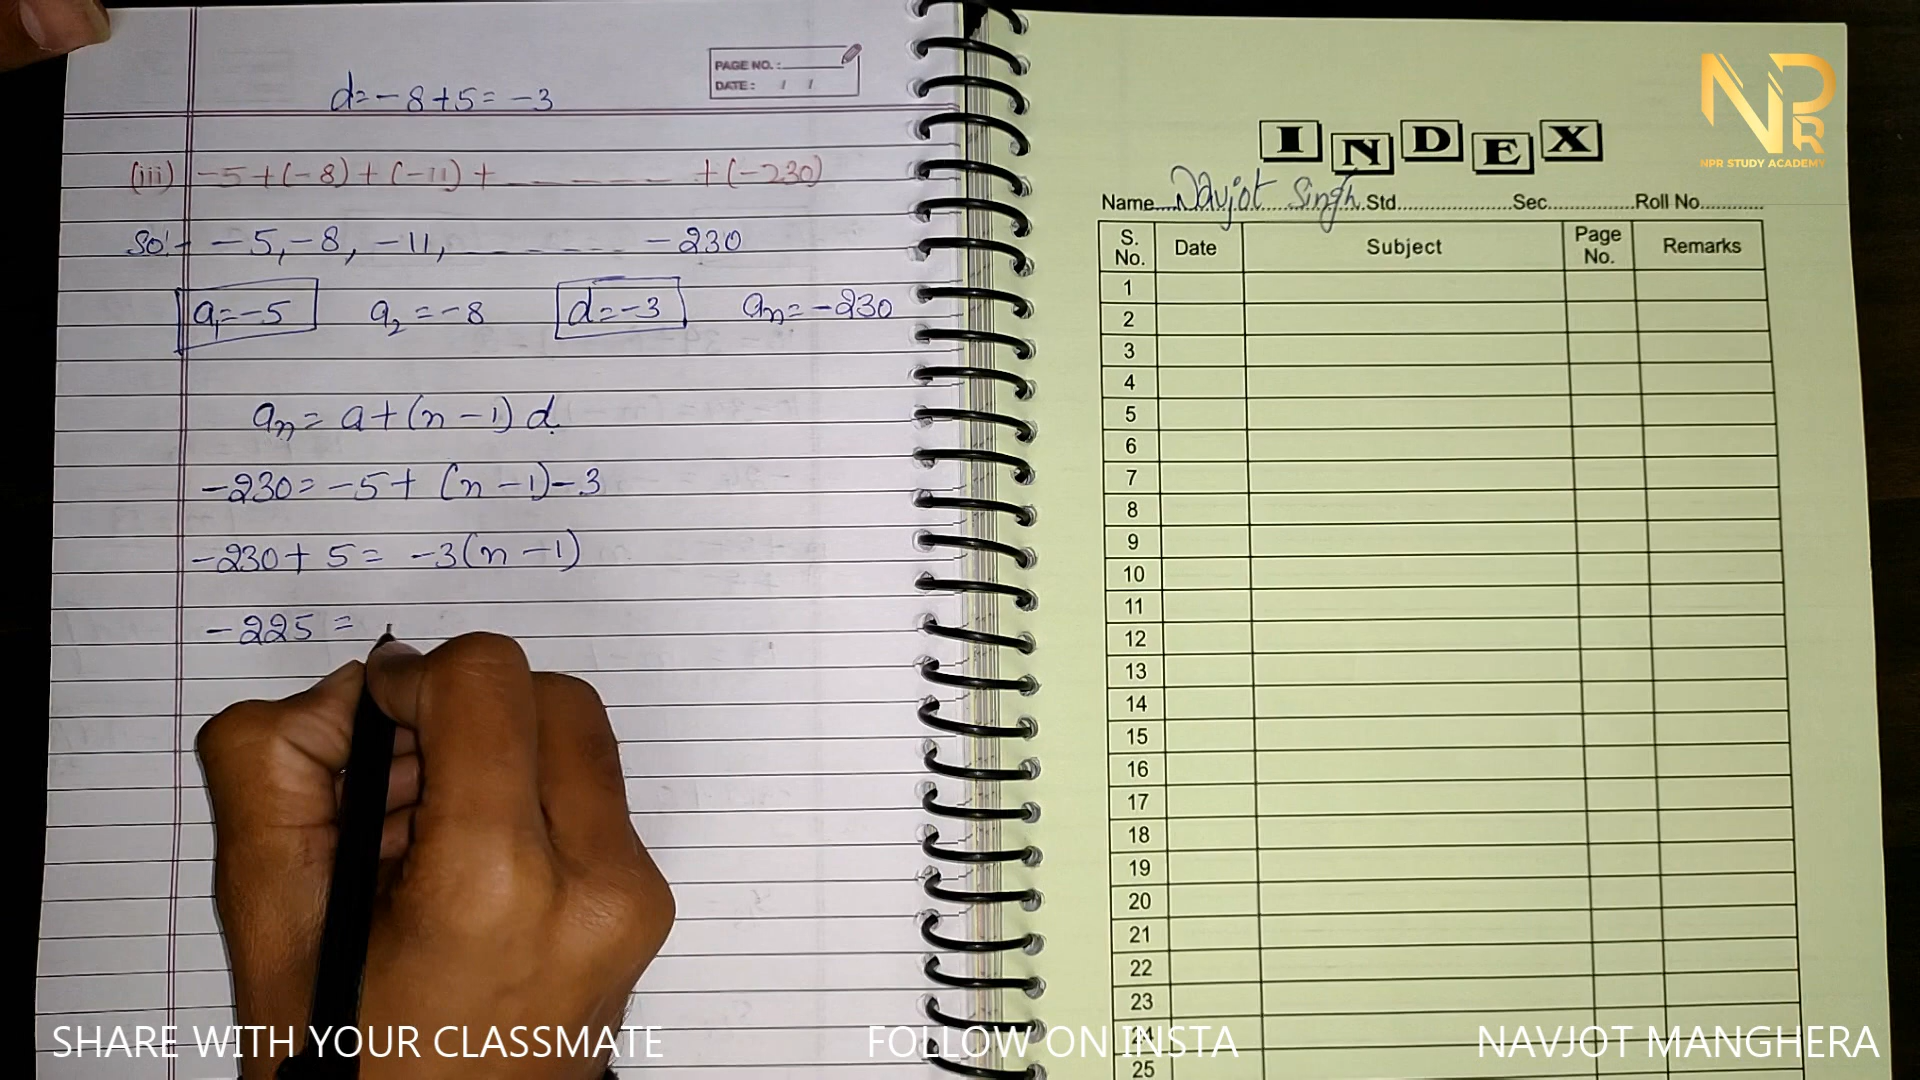 PAGE NO. :
DATE : / /
d = - 8 + 5 = - 3
(iii) - 5 + (- 8) + (- 11) + ... + (- 230)
Sol - - 5, - 8, - 11, ... - 230
a₁ = - 5 a₂ = - 8 d = - 3 aₙ = - 230
aₙ = a + (n - 1) d
- 230 = - 5 + (n - 1) - 3
- 230 + 5 = - 3 (n - 1)
- 225 =
NPR
NPR STUDY ACADEMY
INDEX
Name Navjot Singh Std. Sec. Roll No.
S. No. Date Subject Page No. Remarks
1
2
3
4
5
6
7
8
9
10
11
12
13
14
15
16
17
18
19
20
21
22
23
24
25
SHARE WITH YOUR CLASSMATE FOLLOW ON INSTA NAVJOT MANGHERA